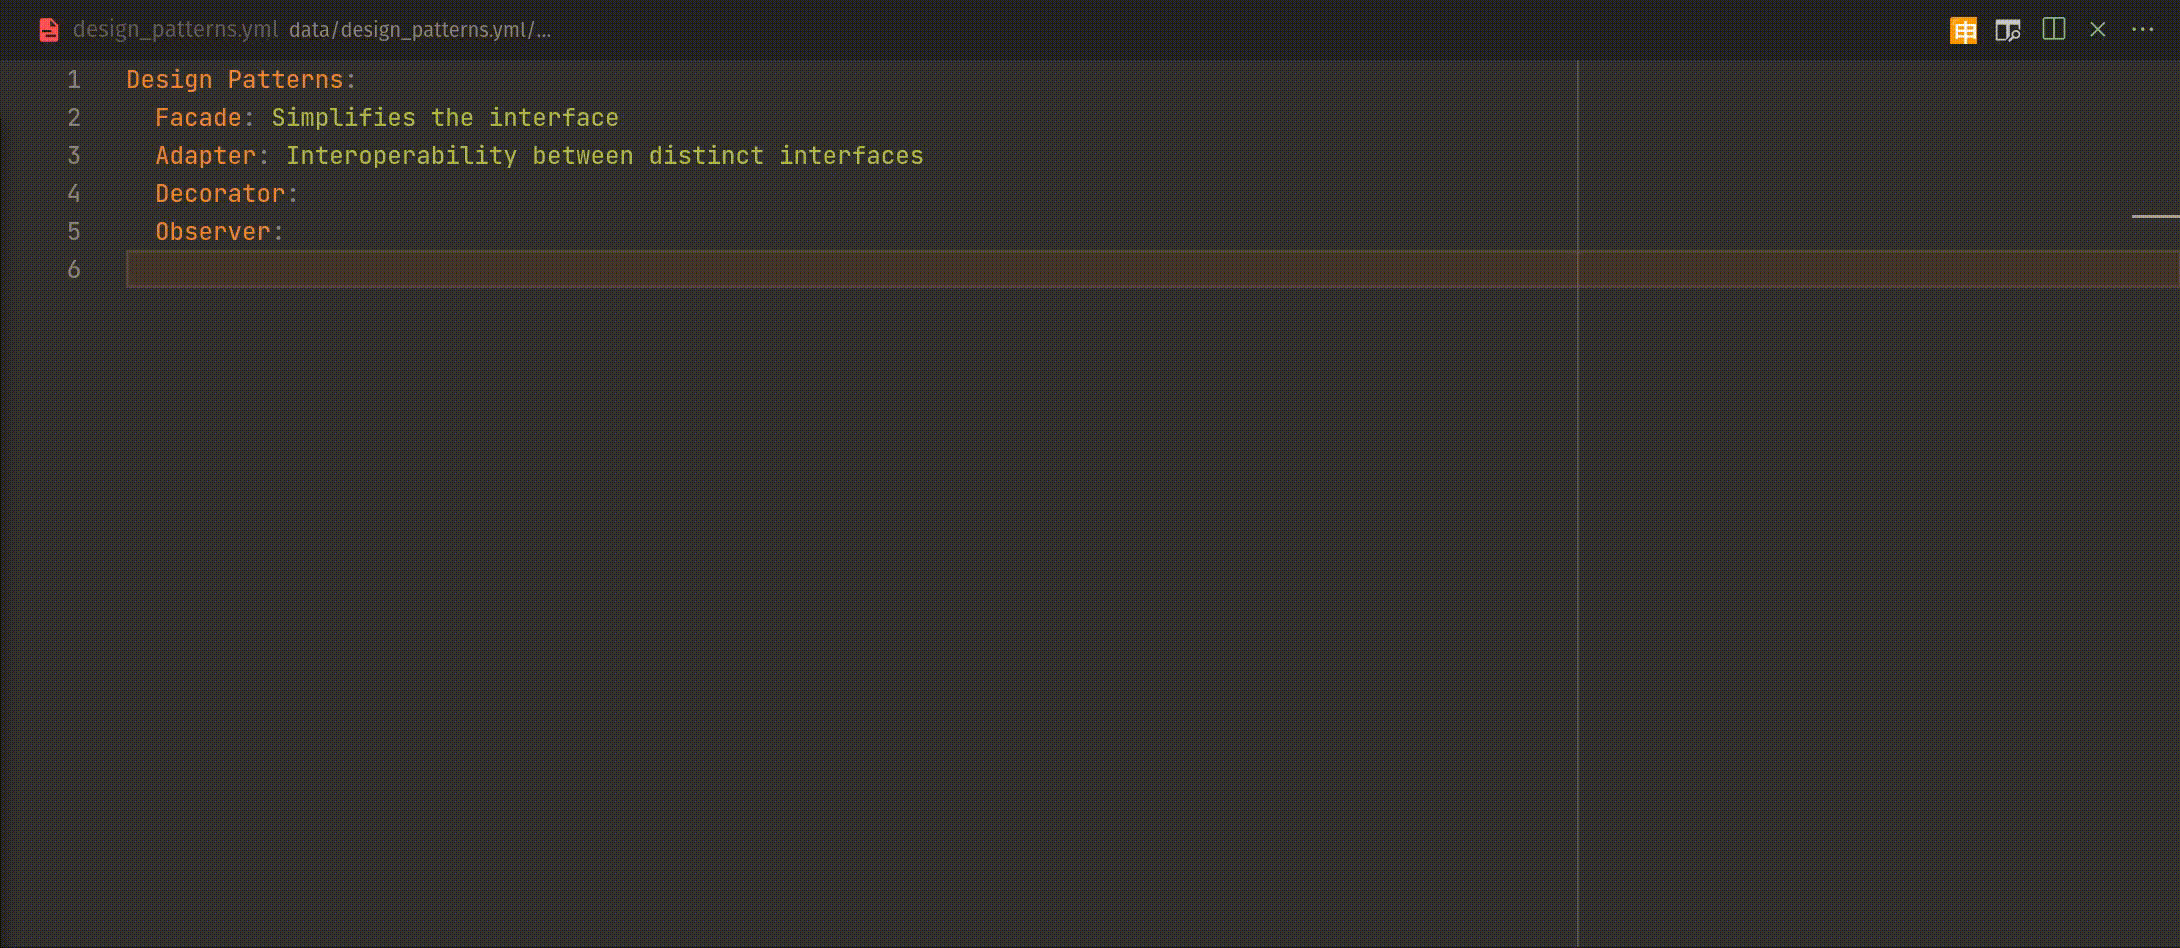 design_patterns.yml data/design_patterns.yml/...
申
1 Design Patterns:
2 Facade: Simplifies the interface
3 Adapter: Interoperability between distinct interfaces
4 Decorator:
5 Observer:
6